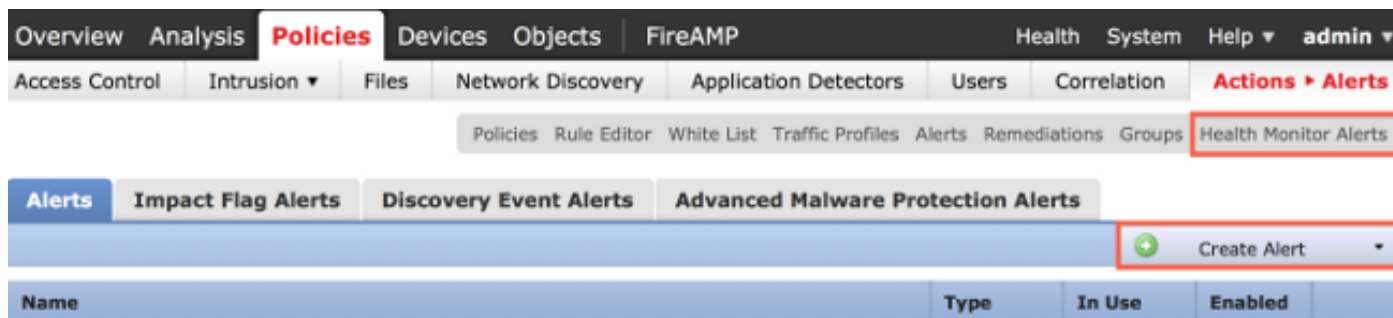 Overview Analysis Policies Devices Objects FireAMP Health System Help ▾ admin ▾
Access Control Intrusion ▾ Files Network Discovery Application Detectors Users Correlation Actions ▸ Alerts
Policies Rule Editor White List Traffic Profiles Alerts Remediations Groups Health Monitor Alerts
Alerts Impact Flag Alerts Discovery Event Alerts Advanced Malware Protection Alerts
Create Alert
Name Type In Use Enabled